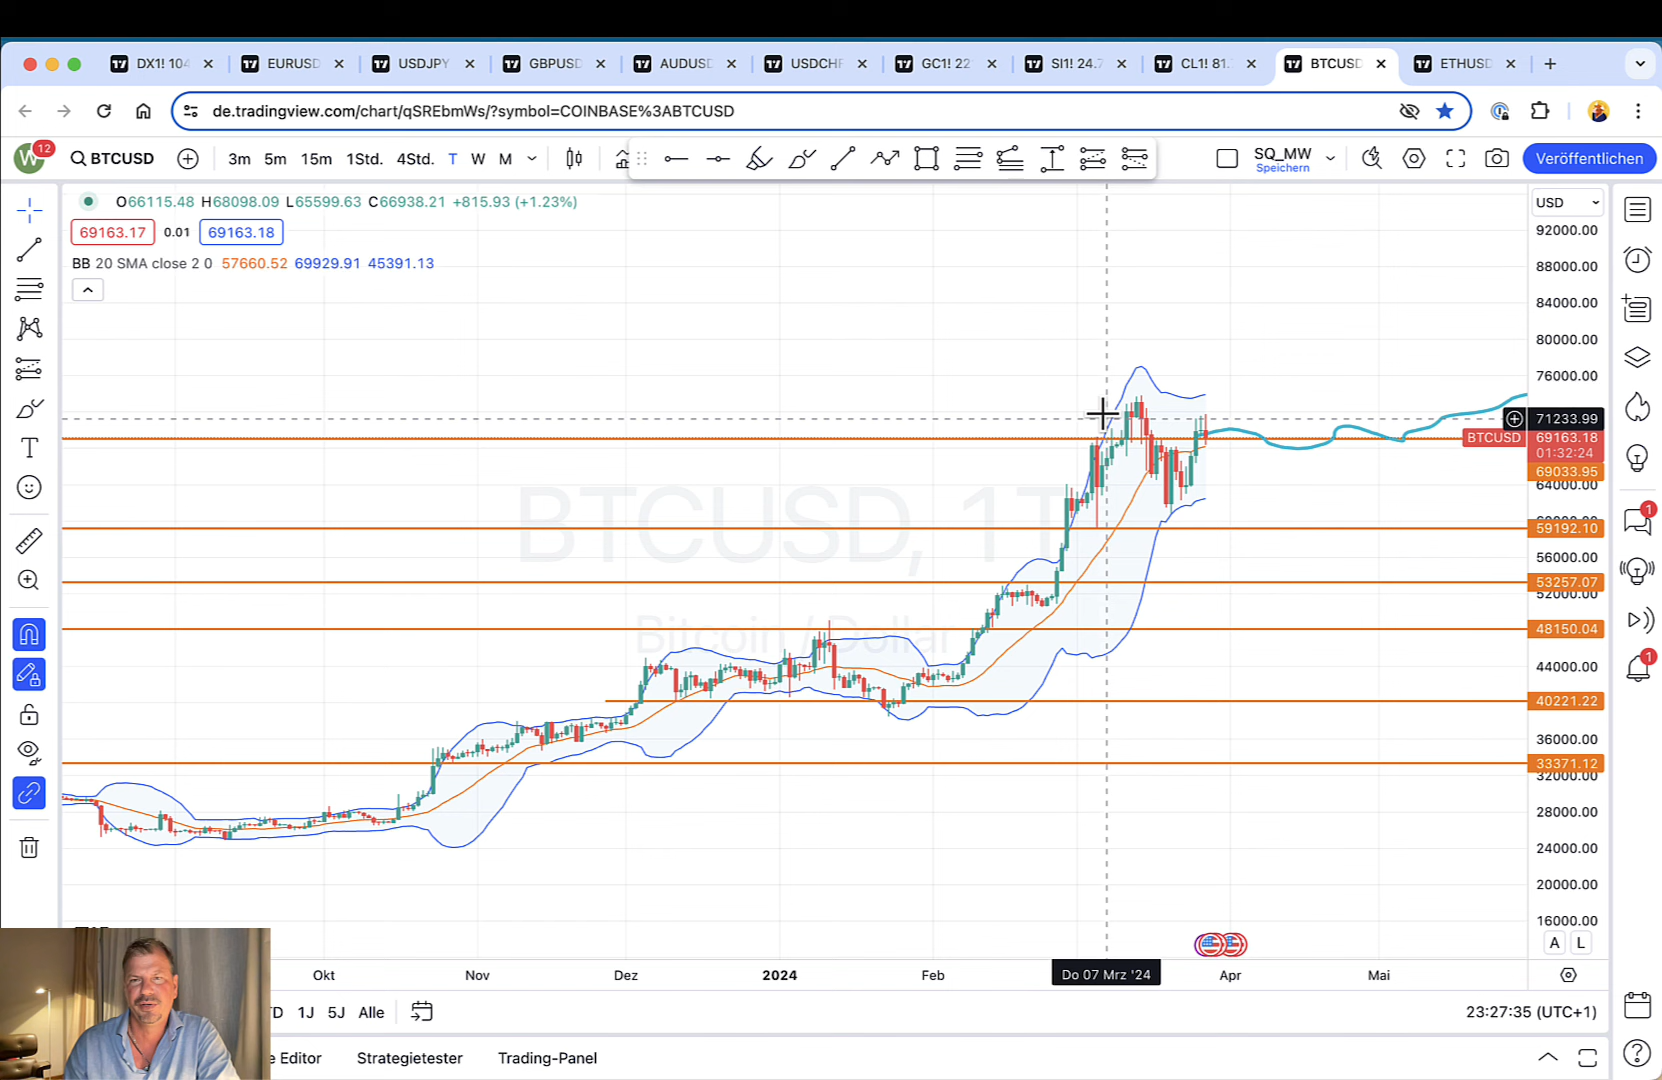 DX1! 104
EURUSD
USDJPY
GBPUSD
AUDUSD
USDCHF
GC1! 22
SI1! 24.7
CL1! 81.
BTCUSD
ETHUSD
de.tradingview.com/chart/qSREbmWs/?symbol=COINBASE%3ABTCUSD
W
12
BTCUSD
3m 5m 15m 1Std. 4Std. T W M
SQ_MW
Speichern
Veröffentlichen
O66115.48 H68098.09 L65599.63 C66938.21 +815.93 (+1.23%)
USD
69163.17 0.01 69163.18
BB 20 SMA close 2 0 57660.52 69929.91 45391.13
BTCUSD, 1T
Bitcoin / Dollar
92000.00
88000.00
84000.00
80000.00
76000.00
71233.99
BTCUSD 69163.18
01:32:24
69033.95
64000.00
59192.10
56000.00
53257.07
52000.00
48150.04
44000.00
40221.22
36000.00
33371.12
32000.00
28000.00
24000.00
20000.00
16000.00
A L
1
1
Okt Nov Dez 2024 Feb Do 07 Mrz '24 Apr Mai
D 1J 5J Alle
23:27:35 (UTC+1)
e Editor Strategietester Trading-Panel